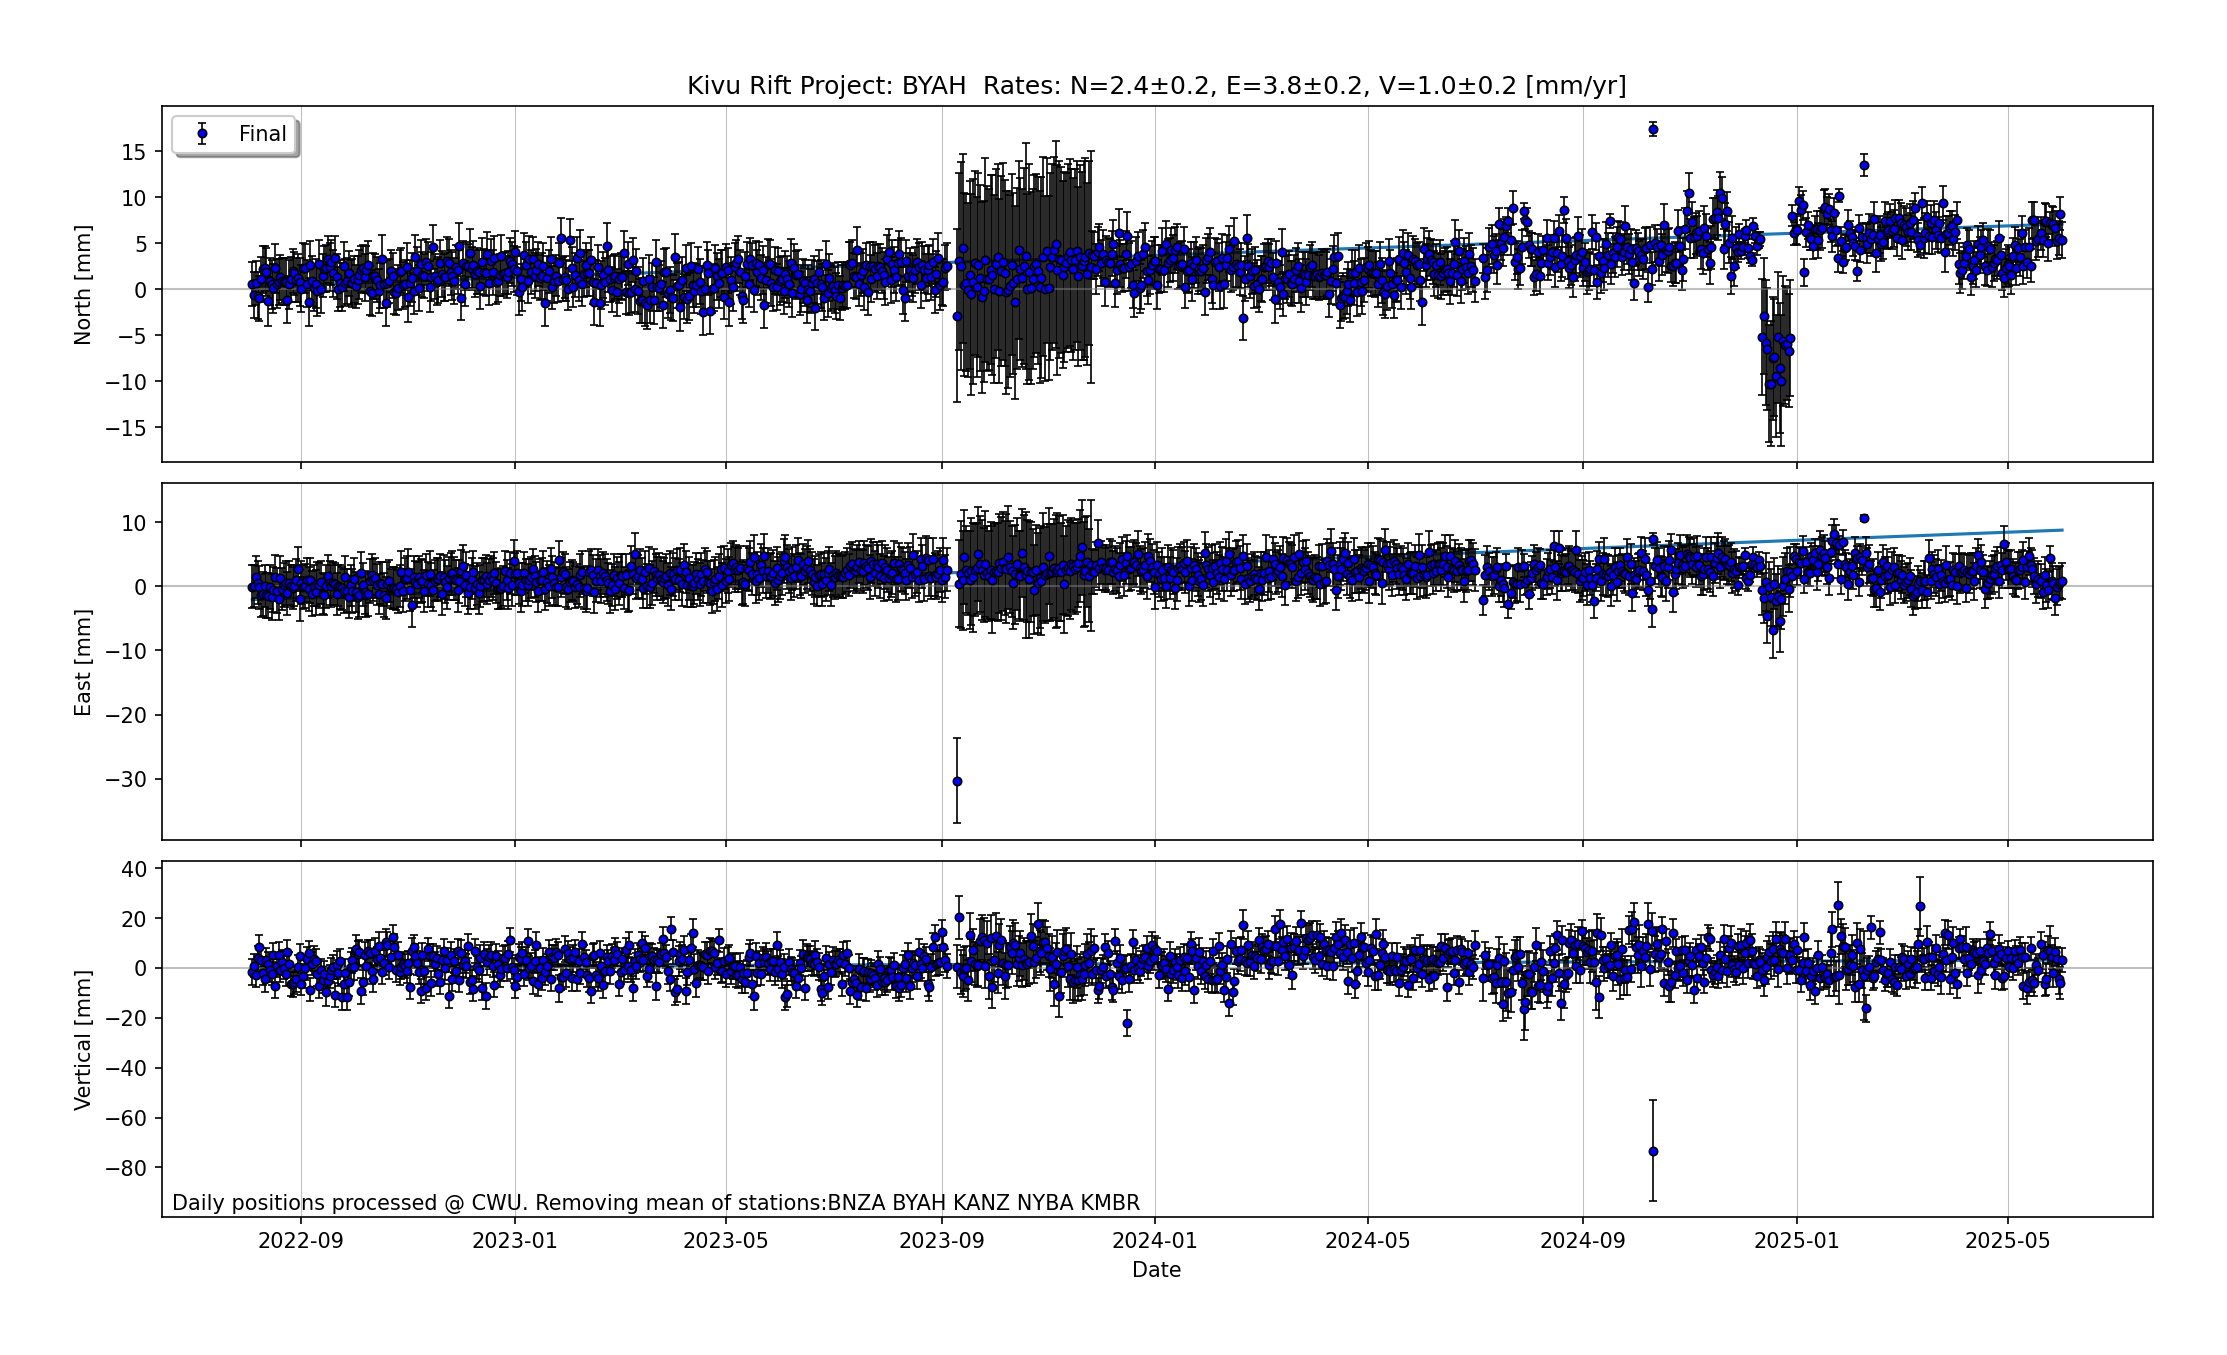 Kivu Rift Project: BYAH  Rates: N=2.4±0.2, E=3.8±0.2, V=1.0±0.2 [mm/yr]
Final
North [mm]
15
10
5
0
−5
−10
−15
East [mm]
10
0
−10
−20
−30
Vertical [mm]
40
20
0
−20
−40
−60
−80
Daily positions processed @ CWU. Removing mean of stations:BNZA BYAH KANZ NYBA KMBR
2022-09 2023-01 2023-05 2023-09 2024-01 2024-05 2024-09 2025-01 2025-05
Date